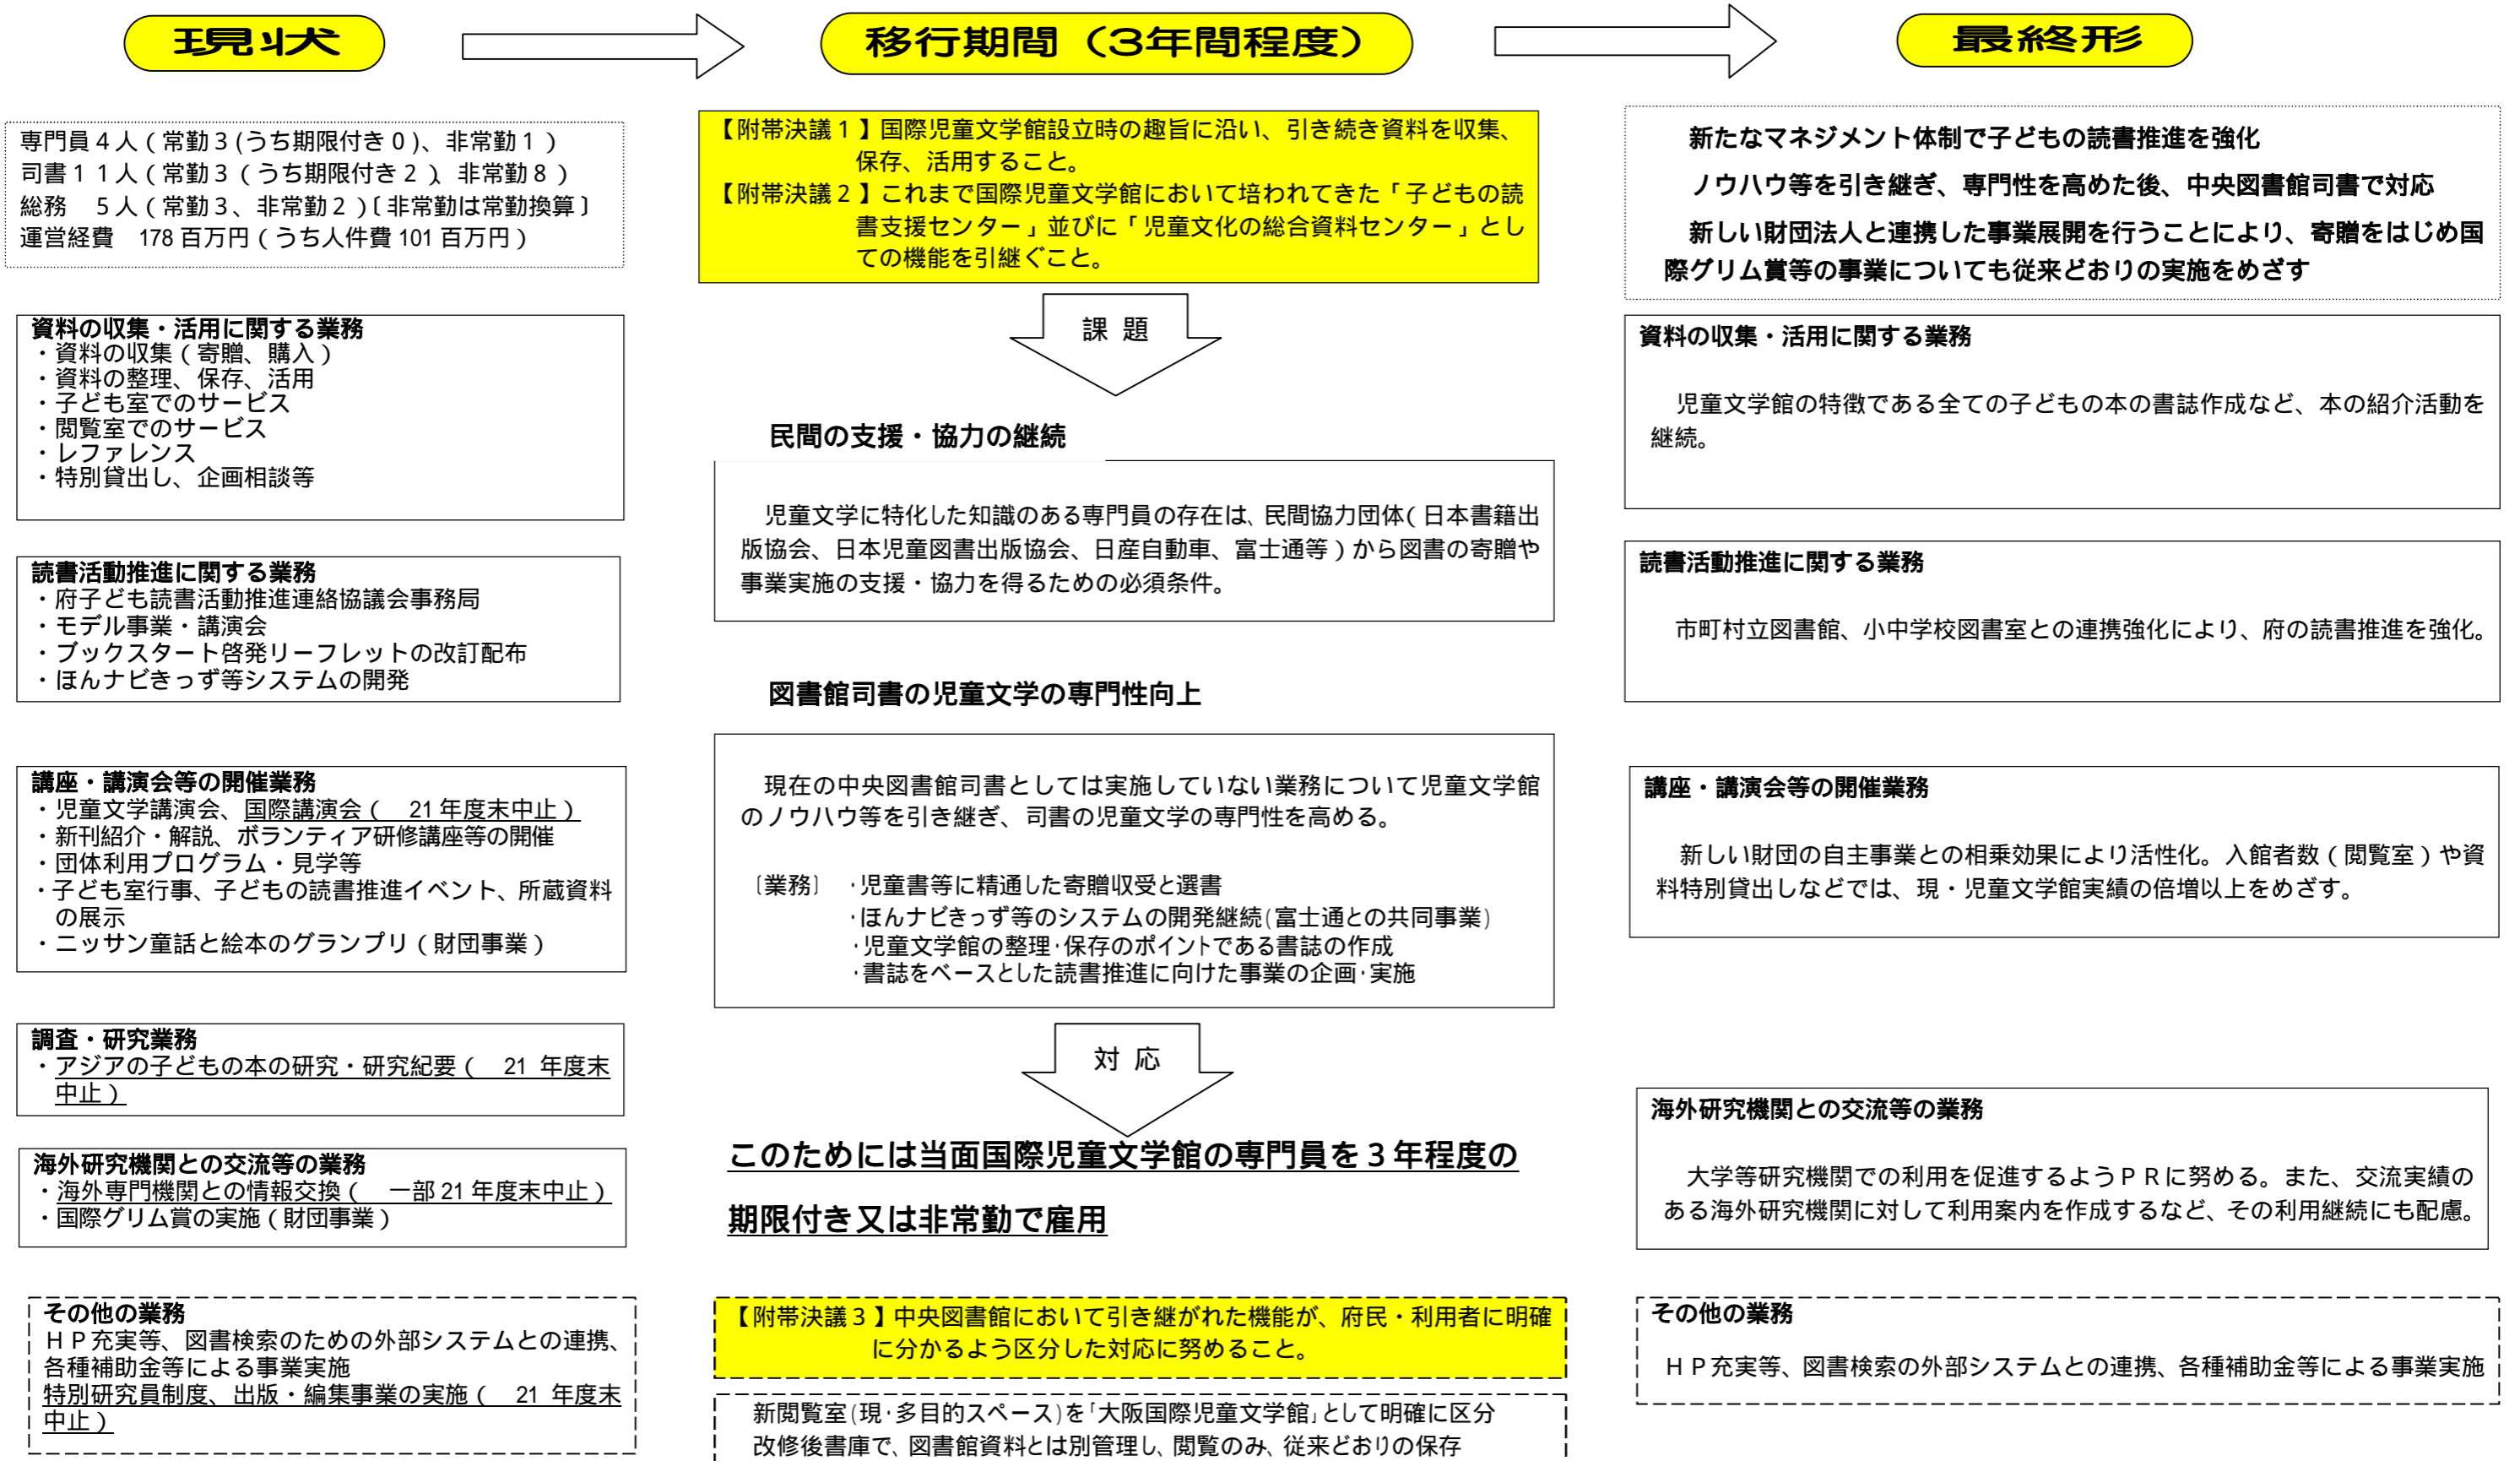 現状
移行期間（3年間程度）
最終形
専門員４人（常勤３(うち期限付き０)、非常勤１）
司書１１人（常勤３（うち期限付き２）、非常勤８）
総務　５人（常勤３、非常勤２）〔非常勤は常勤換算〕
運営経費　178百万円（うち人件費101百万円）
資料の収集・活用に関する業務
・資料の収集（寄贈、購入）
・資料の整理、保存、活用
・子ども室でのサービス
・閲覧室でのサービス
・レファレンス
・特別貸出し、企画相談等
読書活動推進に関する業務
・府子ども読書活動推進連絡協議会事務局
・モデル事業・講演会
・ブックスタート啓発リーフレットの改訂配布
・ほんナビきっず等システムの開発
講座・講演会等の開催業務
・児童文学講演会、国際講演会（　21年度末中止）
・新刊紹介・解説、ボランティア研修講座等の開催
・団体利用プログラム・見学等
・子ども室行事、子どもの読書推進イベント、所蔵資料
の展示
・ニッサン童話と絵本のグランプリ（財団事業）
調査・研究業務
・アジアの子どもの本の研究・研究紀要（　21 年度末
中止）
海外研究機関との交流等の業務
・海外専門機関との情報交換（　一部21年度末中止）
・国際グリム賞の実施（財団事業）
その他の業務
ＨＰ充実等、図書検索のための外部システムとの連携、
各種補助金等による事業実施
特別研究員制度、出版・編集事業の実施（　21 年度末
中止）
【附帯決議１】国際児童文学館設立時の趣旨に沿い、引き続き資料を収集、
保存、活用すること。
【附帯決議２】これまで国際児童文学館において培われてきた「子どもの読
書支援センター」並びに「児童文化の総合資料センター」とし
ての機能を引継ぐこと。
課 題
民間の支援・協力の継続
児童文学に特化した知識のある専門員の存在は、民間協力団体（日本書籍出
版協会、日本児童図書出版協会、日産自動車、富士通等）から図書の寄贈や
事業実施の支援・協力を得るための必須条件。
図書館司書の児童文学の専門性向上
現在の中央図書館司書としては実施していない業務について児童文学館
のノウハウ等を引き継ぎ、司書の児童文学の専門性を高める。
〔業務〕　・児童書等に精通した寄贈収受と選書
・ほんナビきっず等のシステムの開発継続(富士通との共同事業)
・児童文学館の整理・保存のポイントである書誌の作成
・書誌をベースとした読書推進に向けた事業の企画・実施
対 応
このためには当面国際児童文学館の専門員を３年程度の
期限付き又は非常勤で雇用
【附帯決議３】中央図書館において引き継がれた機能が、府民・利用者に明確
に分かるよう区分した対応に努めること。
新閲覧室(現・多目的スペース)を「大阪国際児童文学館」として明確に区分
改修後書庫で、図書館資料とは別管理し、閲覧のみ、従来どおりの保存
新たなマネジメント体制で子どもの読書推進を強化
ノウハウ等を引き継ぎ、専門性を高めた後、中央図書館司書で対応
新しい財団法人と連携した事業展開を行うことにより、寄贈をはじめ国
際グリム賞等の事業についても従来どおりの実施をめざす
資料の収集・活用に関する業務
児童文学館の特徴である全ての子どもの本の書誌作成など、本の紹介活動を
継続。
読書活動推進に関する業務
市町村立図書館、小中学校図書室との連携強化により、府の読書推進を強化。
講座・講演会等の開催業務
新しい財団の自主事業との相乗効果により活性化。入館者数（閲覧室）や資
料特別貸出しなどでは、現・児童文学館実績の倍増以上をめざす。
海外研究機関との交流等の業務
大学等研究機関での利用を促進するようＰＲに努める。また、交流実績の
ある海外研究機関に対して利用案内を作成するなど、その利用継続にも配慮。
その他の業務
ＨＰ充実等、図書検索の外部システムとの連携、各種補助金等による事業実施